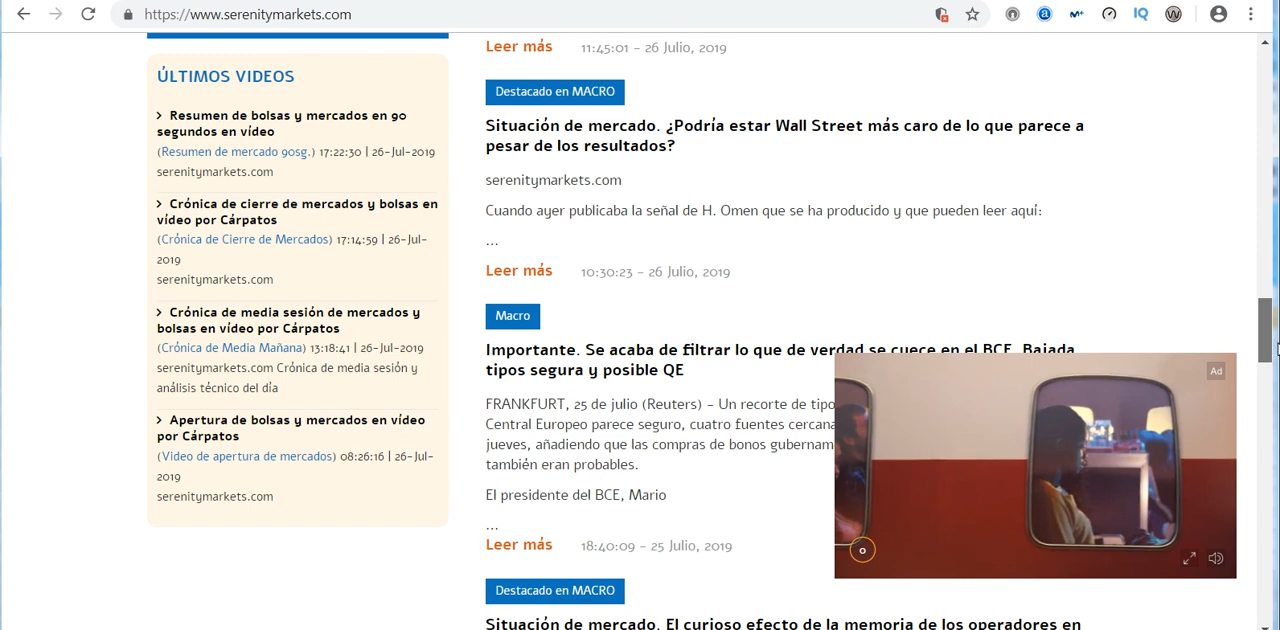 https://www.serenitymarkets.com
ÚLTIMOS VIDEOS
> Resumen de bolsas y mercados en 90
segundos en vídeo
(Resumen de mercado 90sg.) 17:22:30 | 26-Jul-2019
serenitymarkets.com
> Crónica de cierre de mercados y bolsas en
vídeo por Cárpatos
(Crónica de Cierre de Mercados) 17:14:59 | 26-Jul-
2019
serenitymarkets.com
> Crónica de media sesión de mercados y
bolsas en vídeo por Cárpatos
(Crónica de Media Mañana) 13:18:41 | 26-Jul-2019
serenitymarkets.com Crónica de media sesión y
análisis técnico del día
> Apertura de bolsas y mercados en vídeo
por Cárpatos
(Video de apertura de mercados) 08:26:16 | 26-Jul-
2019
serenitymarkets.com
Leer más 11:45:01 - 26 Julio, 2019
Destacado en MACRO
Situación de mercado. ¿Podría estar Wall Street más caro de lo que parece a
pesar de los resultados?
serenitymarkets.com
Cuando ayer publicaba la señal de H. Omen que se ha producido y que pueden leer aquí:
...
Leer más 10:30:23 - 26 Julio, 2019
Macro
Importante. Se acaba de filtrar lo que de verdad se cuece en el BCE. Bajada
tipos segura y posible QE
FRANKFURT, 25 de julio (Reuters) - Un recorte de tipo
Central Europeo parece seguro, cuatro fuentes cercana
jueves, añadiendo que las compras de bonos gubernam
también eran probables.
El presidente del BCE, Mario
...
Leer más 18:40:09 - 25 Julio, 2019
Destacado en MACRO
Situación de mercado. El curioso efecto de la memoria de los operadores en
Ad